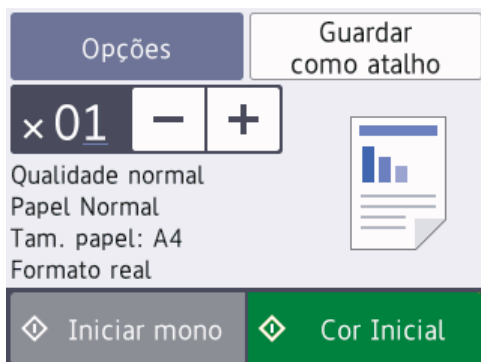 Opções
Guardar
como atalho
×01 − +
Qualidade normal
Papel Normal
Tam. papel: A4
Formato real
Iniciar mono
Cor Inicial